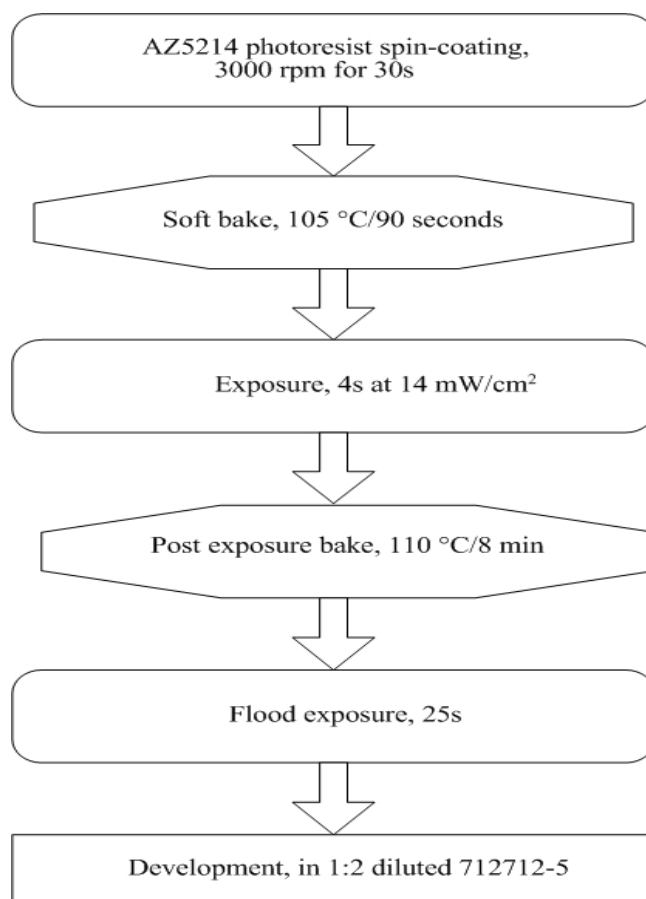 AZ5214 photoresist spin-coating,
3000 rpm for 30s
Soft bake, 105 °C/90 seconds
Exposure, 4s at 14 mW/cm²
Post exposure bake, 110 °C/8 min
Flood exposure, 25s
Development, in 1:2 diluted 712712-5